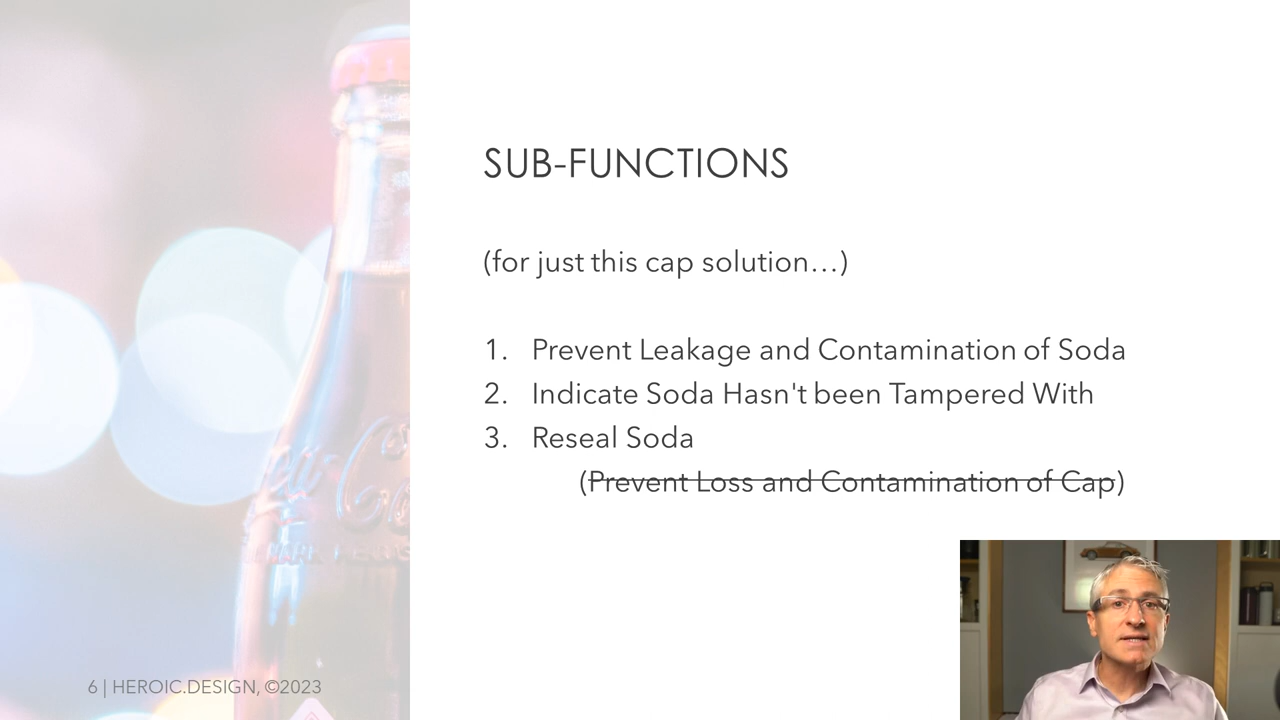 SUB-FUNCTIONS
(for just this cap solution…)
1. Prevent Leakage and Contamination of Soda
2. Indicate Soda Hasn't been Tampered With
3. Reseal Soda
(Prevent Loss and Contamination of Cap)
6 | HEROIC.DESIGN, ©2023